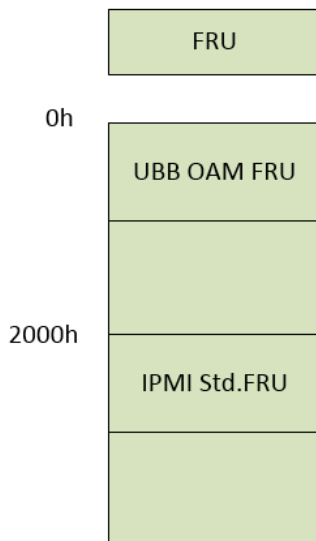 FRU
0h
UBB OAM FRU
2000h
IPMI Std.FRU